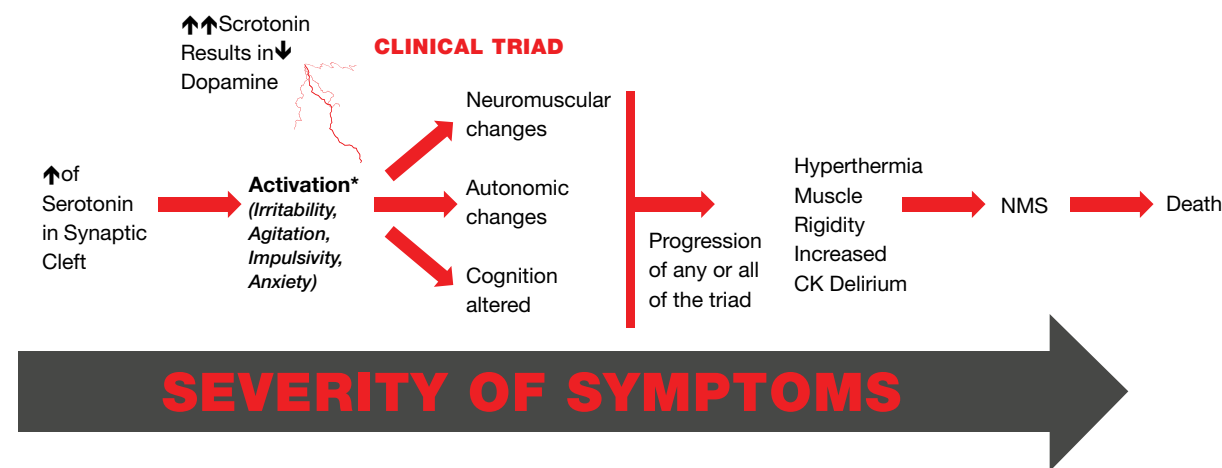 ↑↑Scrotonin
Results in↓
Dopamine
CLINICAL TRIAD
↑of
Serotonin
in Synaptic
Cleft
Activation*
(Irritability,
Agitation,
Impulsivity,
Anxiety)
Neuromuscular
changes
Autonomic
changes
Cognition
altered
Progression
of any or all
of the triad
Hyperthermia
Muscle
Rigidity
Increased
CK Delirium
NMS
Death
SEVERITY OF SYMPTOMS